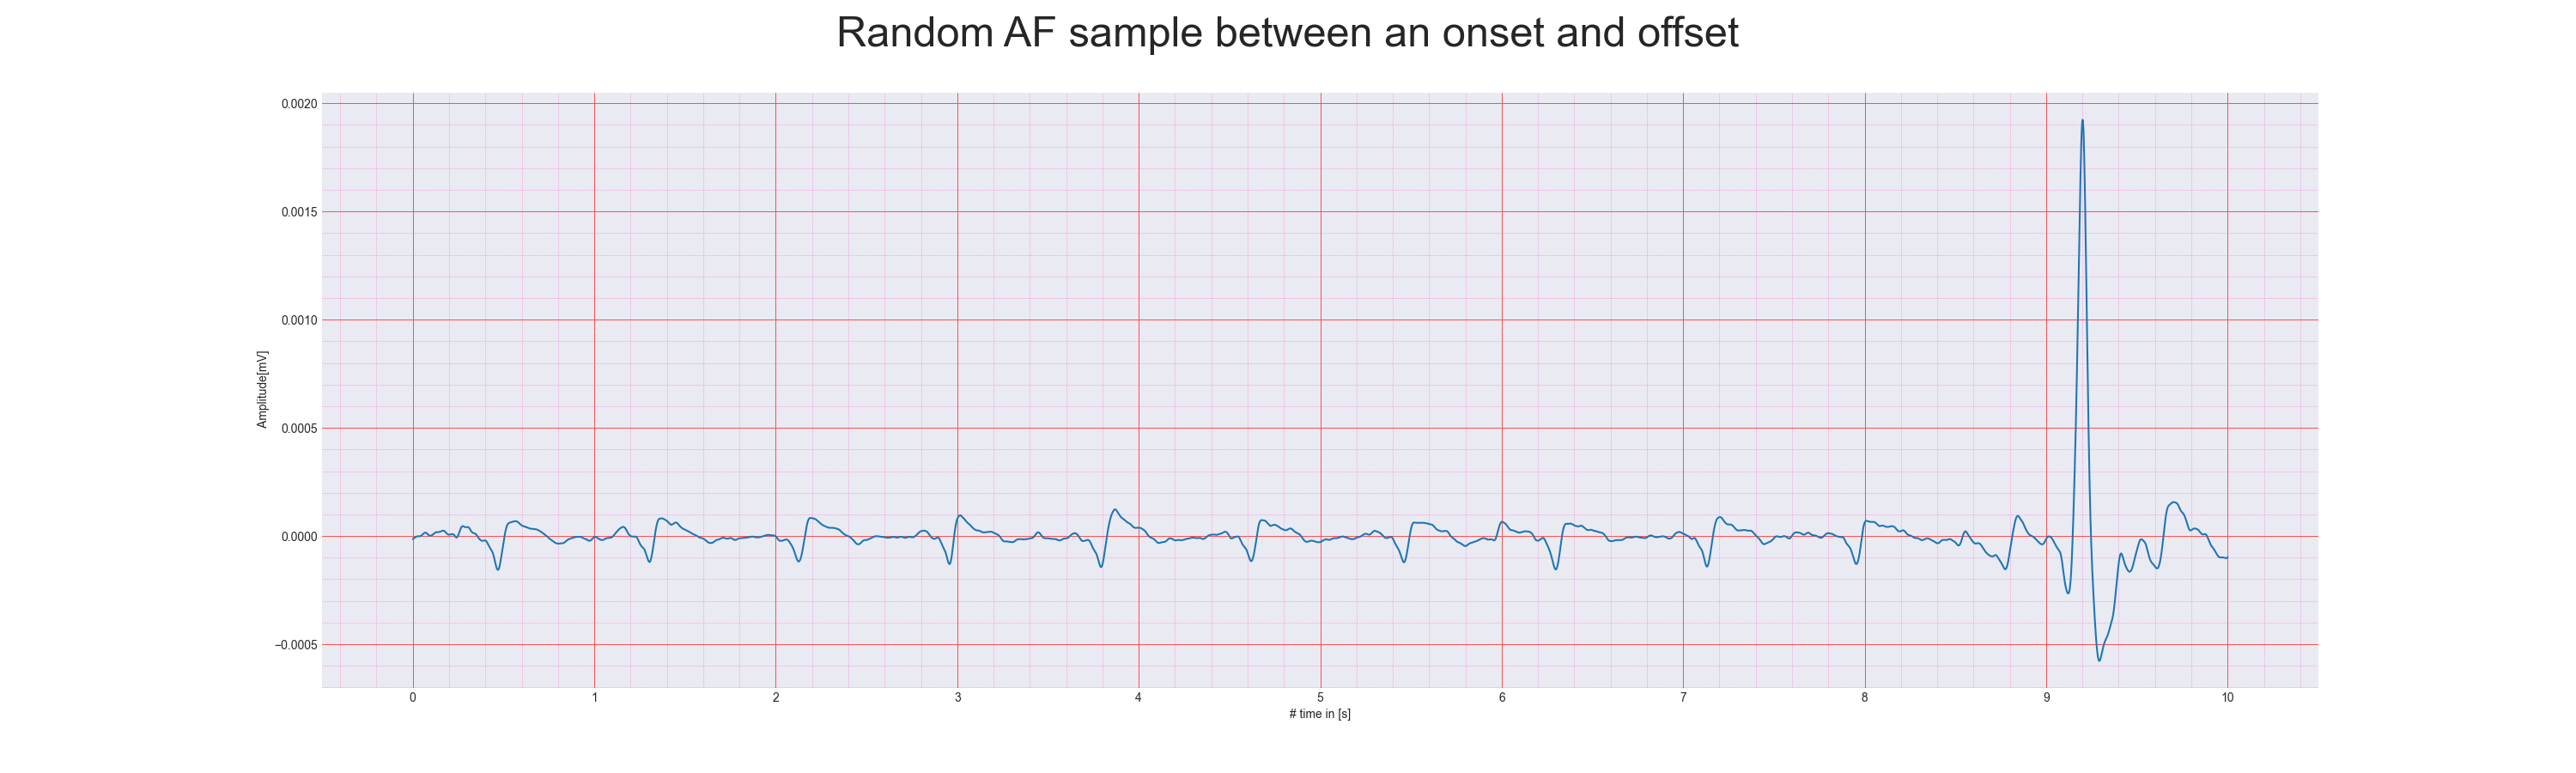 Random AF sample between an onset and offset
0.0020
0.0015
0.0010
0.0005
0.0000
−0.0005
Amplitude[mV]
0 1 2 3 4 5 6 7 8 9 10
# time in [s]